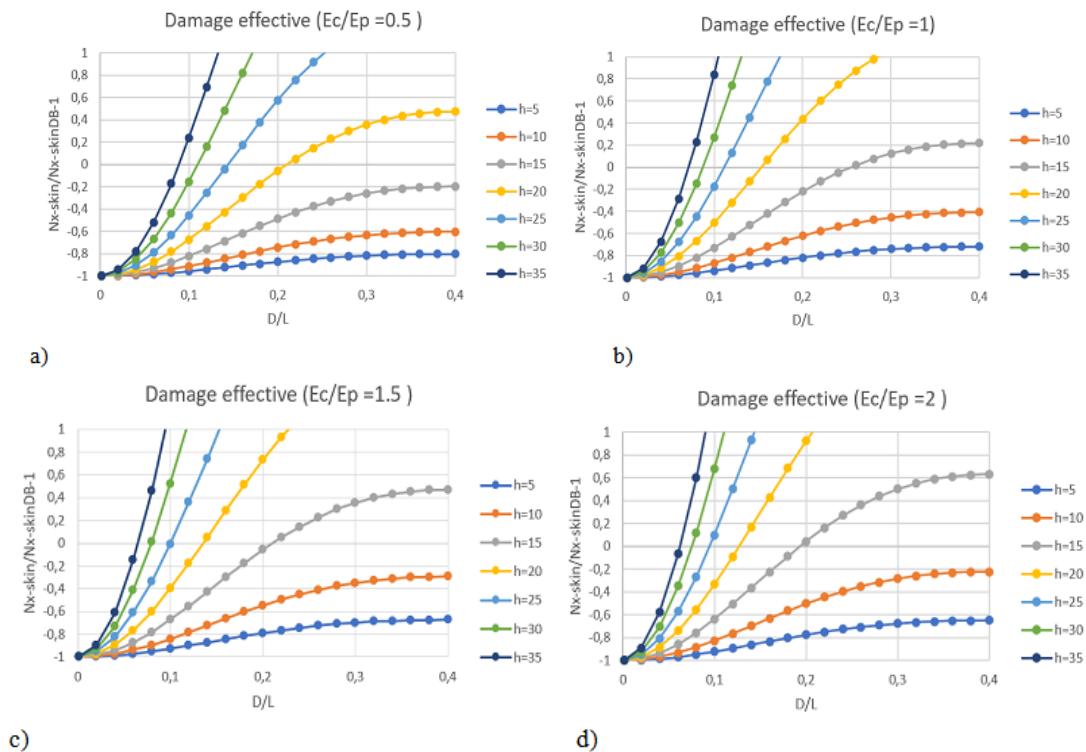 Damage effective (Ec/Ep =0.5 )
Nx-skin/Nx-skinDB-1
1
0,8
0,6
0,4
0,2
0
-0,2
-0,4
-0,6
-0,8
-1
0
0,1
0,2
0,3
0,4
D/L
h=5
h=10
h=15
h=20
h=25
h=30
h=35
a)
Damage effective (Ec/Ep =1)
Nx-skin/Nx-skinDB-1
1
0,8
0,6
0,4
0,2
0
-0,2
-0,4
-0,6
-0,8
-1
0
0,1
0,2
0,3
0,4
D/L
h=5
h=10
h=15
h=20
h=25
h=30
h=35
b)
Damage effective (Ec/Ep =1.5 )
Nx-skin/Nx-skinDB-1
1
0,8
0,6
0,4
0,2
0
-0,2
-0,4
-0,6
-0,8
-1
0
0,1
0,2
0,3
0,4
D/L
h=5
h=10
h=15
h=20
h=25
h=30
h=35
c)
Damage effective (Ec/Ep =2 )
Nx-skin/Nx-skinDB-1
1
0,8
0,6
0,4
0,2
0
-0,2
-0,4
-0,6
-0,8
-1
0
0,1
0,2
0,3
0,4
D/L
h=5
h=10
h=15
h=20
h=25
h=30
h=35
d)